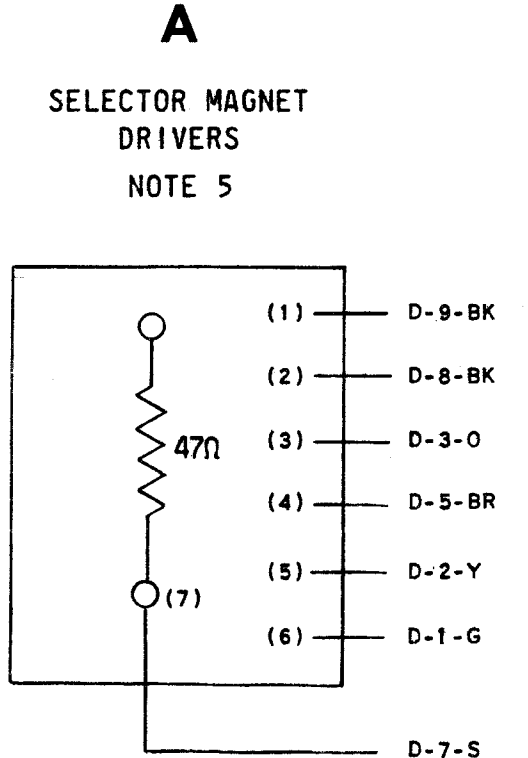 A
SELECTOR MAGNET
DRIVERS
NOTE 5
(1) D-9-BK
(2) D-8-BK
(3) D-3-O
47Ω
(4) D-5-BR
(5) D-2-Y
(7)
(6) D-1-G
D-7-S